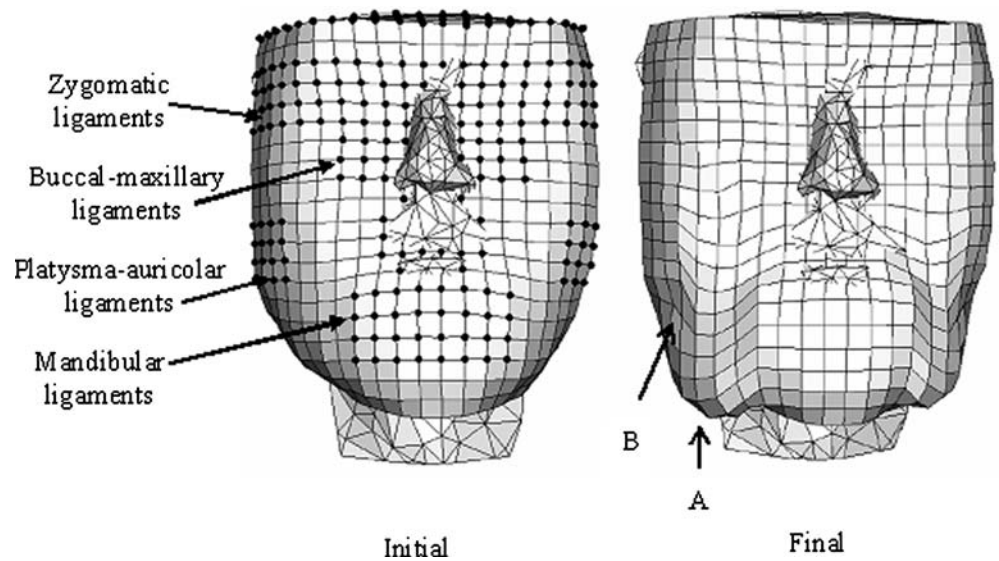 Zygomatic
ligaments
Buccal-maxillary
ligaments
Platysma-auricolar
ligaments
Mandibular
ligaments
B
A
Initial
Final